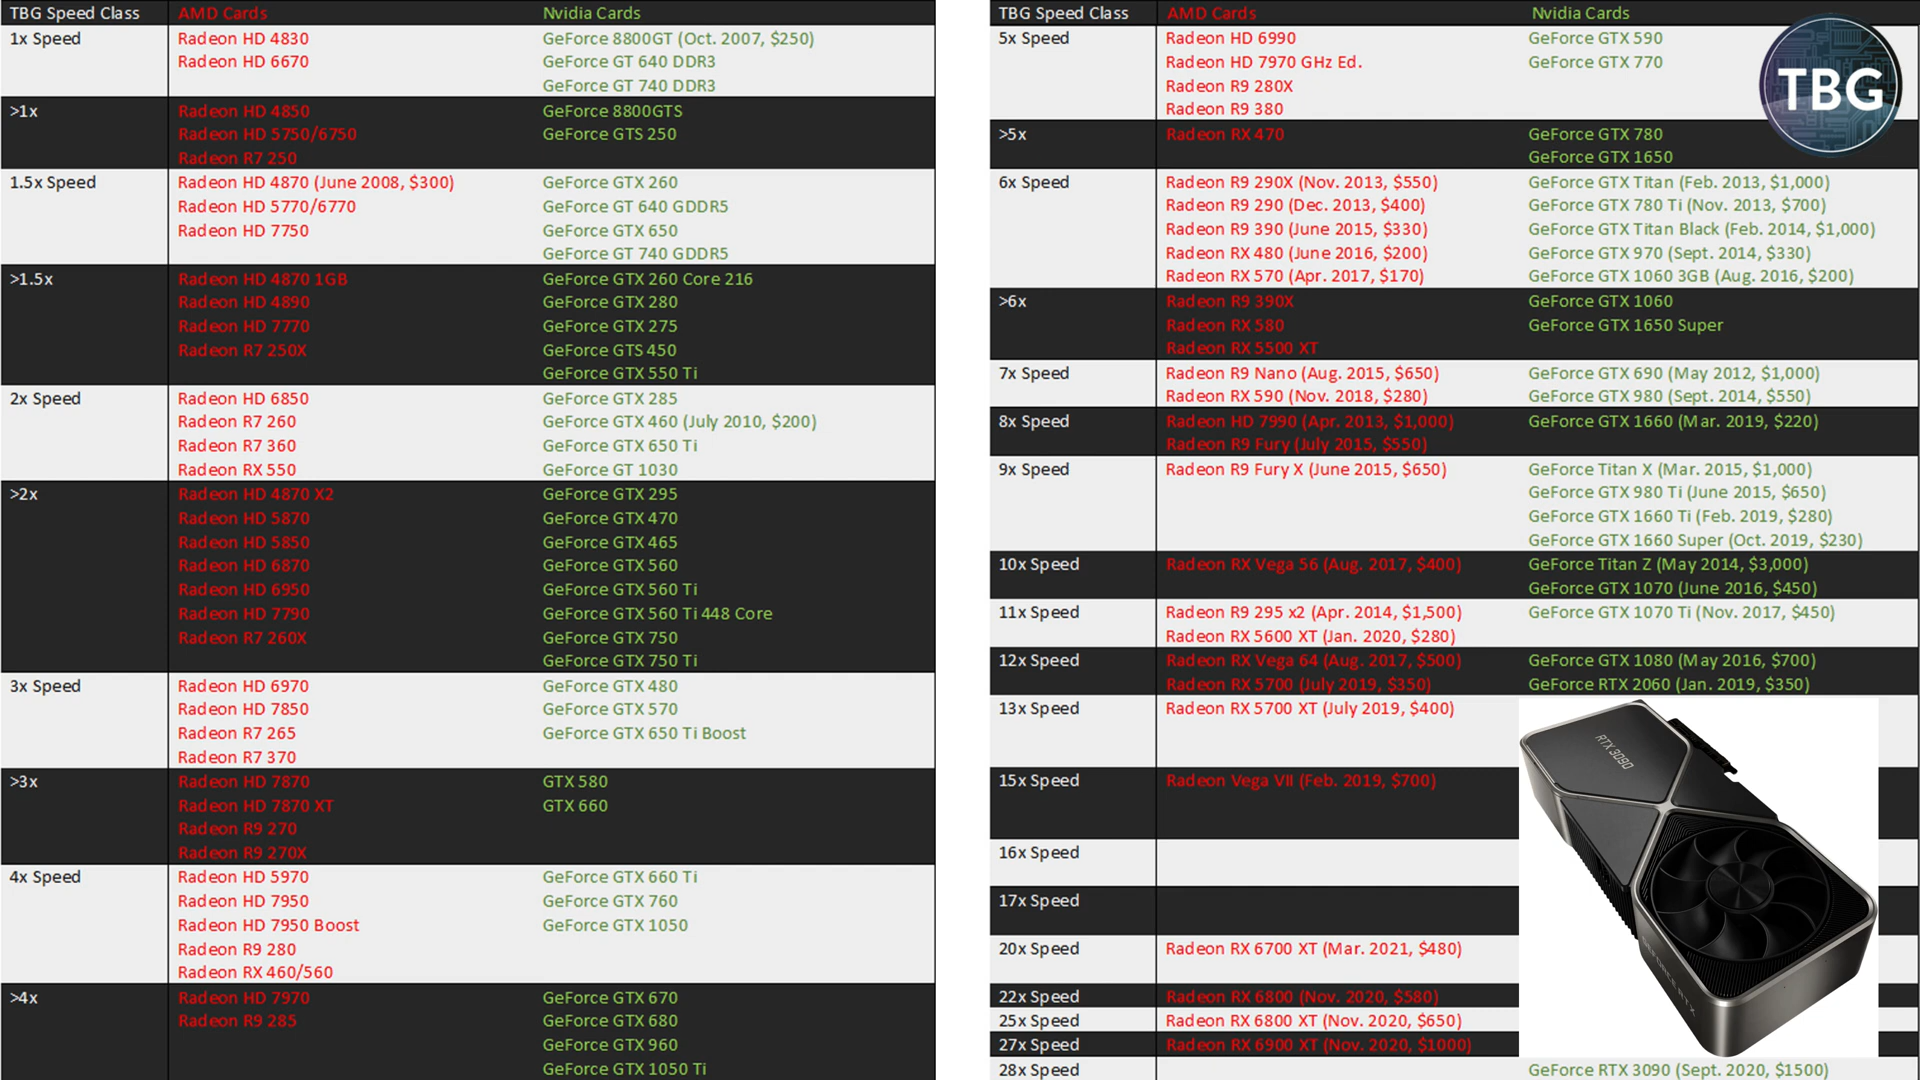 TBG Speed Class AMD Cards Nvidia Cards
1x Speed Radeon HD 4830 GeForce 8800GT (Oct. 2007, $250)
Radeon HD 6670 GeForce GT 640 DDR3
GeForce GT 740 DDR3
>1x Radeon HD 4850 GeForce 8800GTS
Radeon HD 5750/6750 GeForce GTS 250
Radeon R7 250
1.5x Speed Radeon HD 4870 (June 2008, $300) GeForce GTX 260
Radeon HD 5770/6770 GeForce GT 640 GDDR5
Radeon HD 7750 GeForce GTX 650
GeForce GT 740 GDDR5
>1.5x Radeon HD 4870 1GB GeForce GTX 260 Core 216
Radeon HD 4890 GeForce GTX 280
Radeon HD 7770 GeForce GTX 275
Radeon R7 250X GeForce GTS 450
GeForce GTX 550 Ti
2x Speed Radeon HD 6850 GeForce GTX 285
Radeon R7 260 GeForce GTX 460 (July 2010, $200)
Radeon R7 360 GeForce GTX 650 Ti
Radeon RX 550 GeForce GT 1030
>2x Radeon HD 4870 X2 GeForce GTX 295
Radeon HD 5870 GeForce GTX 470
Radeon HD 5850 GeForce GTX 465
Radeon HD 6870 GeForce GTX 560
Radeon HD 6950 GeForce GTX 560 Ti
Radeon HD 7790 GeForce GTX 560 Ti 448 Core
Radeon R7 260X GeForce GTX 750
GeForce GTX 750 Ti
3x Speed Radeon HD 6970 GeForce GTX 480
Radeon HD 7850 GeForce GTX 570
Radeon R7 265 GeForce GTX 650 Ti Boost
Radeon R7 370
>3x Radeon HD 7870 GTX 580
Radeon HD 7870 XT GTX 660
Radeon R9 270
Radeon R9 270X
4x Speed Radeon HD 5970 GeForce GTX 660 Ti
Radeon HD 7950 GeForce GTX 760
Radeon HD 7950 Boost GeForce GTX 1050
Radeon R9 280
Radeon RX 460/560
>4x Radeon HD 7970 GeForce GTX 670
Radeon R9 285 GeForce GTX 680
GeForce GTX 960
GeForce GTX 1050 Ti
TBG Speed Class AMD Cards Nvidia Cards
5x Speed Radeon HD 6990 GeForce GTX 590
Radeon HD 7970 GHz Ed. GeForce GTX 770
Radeon R9 280X
Radeon R9 380
TBG
>5x Radeon RX 470 GeForce GTX 780
GeForce GTX 1650
6x Speed Radeon R9 290X (Nov. 2013, $550) GeForce GTX Titan (Feb. 2013, $1,000)
Radeon R9 290 (Dec. 2013, $400) GeForce GTX 780 Ti (Nov. 2013, $700)
Radeon R9 390 (June 2015, $330) GeForce GTX Titan Black (Feb. 2014, $1,000)
Radeon RX 480 (June 2016, $200) GeForce GTX 970 (Sept. 2014, $330)
Radeon RX 570 (Apr. 2017, $170) GeForce GTX 1060 3GB (Aug. 2016, $200)
>6x Radeon R9 390X GeForce GTX 1060
Radeon RX 580 GeForce GTX 1650 Super
Radeon RX 5500 XT
7x Speed Radeon R9 Nano (Aug. 2015, $650) GeForce GTX 690 (May 2012, $1,000)
Radeon RX 590 (Nov. 2018, $280) GeForce GTX 980 (Sept. 2014, $550)
8x Speed Radeon HD 7990 (Apr. 2013, $1,000) GeForce GTX 1660 (Mar. 2019, $220)
Radeon R9 Fury (July 2015, $550)
9x Speed Radeon R9 Fury X (June 2015, $650) GeForce Titan X (Mar. 2015, $1,000)
GeForce GTX 980 Ti (June 2015, $650)
GeForce GTX 1660 Ti (Feb. 2019, $280)
GeForce GTX 1660 Super (Oct. 2019, $230)
10x Speed Radeon RX Vega 56 (Aug. 2017, $400) GeForce Titan Z (May 2014, $3,000)
GeForce GTX 1070 (June 2016, $450)
11x Speed Radeon R9 295 x2 (Apr. 2014, $1,500) GeForce GTX 1070 Ti (Nov. 2017, $450)
Radeon RX 5600 XT (Jan. 2020, $280)
12x Speed Radeon RX Vega 64 (Aug. 2017, $500) GeForce GTX 1080 (May 2016, $700)
Radeon RX 5700 (July 2019, $350) GeForce RTX 2060 (Jan. 2019, $350)
13x Speed Radeon RX 5700 XT (July 2019, $400)
RTX 3090
15x Speed Radeon Vega VII (Feb. 2019, $700)
16x Speed
17x Speed
20x Speed Radeon RX 6700 XT (Mar. 2021, $480)
GEFORCE RTX
22x Speed Radeon RX 6800 (Nov. 2020, $580)
25x Speed Radeon RX 6800 XT (Nov. 2020, $650)
27x Speed Radeon RX 6900 XT (Nov. 2020, $1000)
28x Speed GeForce RTX 3090 (Sept. 2020, $1500)